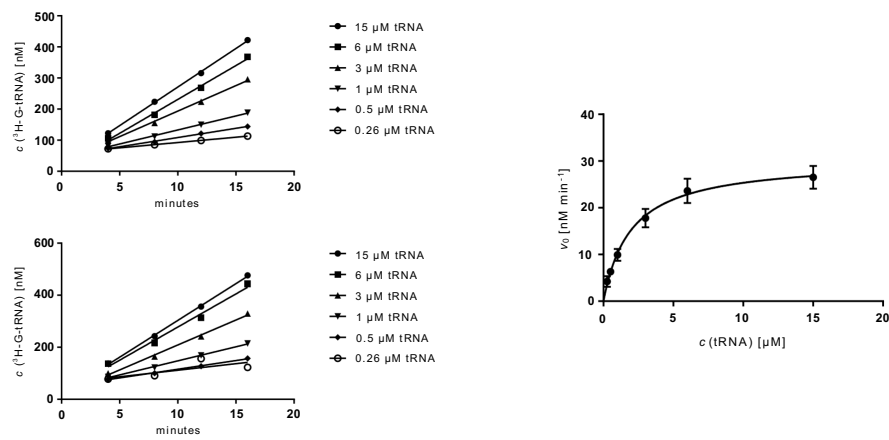 500
400
300
200
100
0
0 5 10 15 20
minutes
c (³H-G-tRNA) [nM]
15 µM tRNA
6 µM tRNA
3 µM tRNA
1 µM tRNA
0.5 µM tRNA
0.26 µM tRNA
600
400
200
0
0 5 10 15 20
minutes
c (³H-G-tRNA) [nM]
15 µM tRNA
6 µM tRNA
3 µM tRNA
1 µM tRNA
0.5 µM tRNA
0.26 µM tRNA
40
30
20
10
0
0 5 10 15
c (tRNA) [µM]
v₀ [nM min⁻¹]